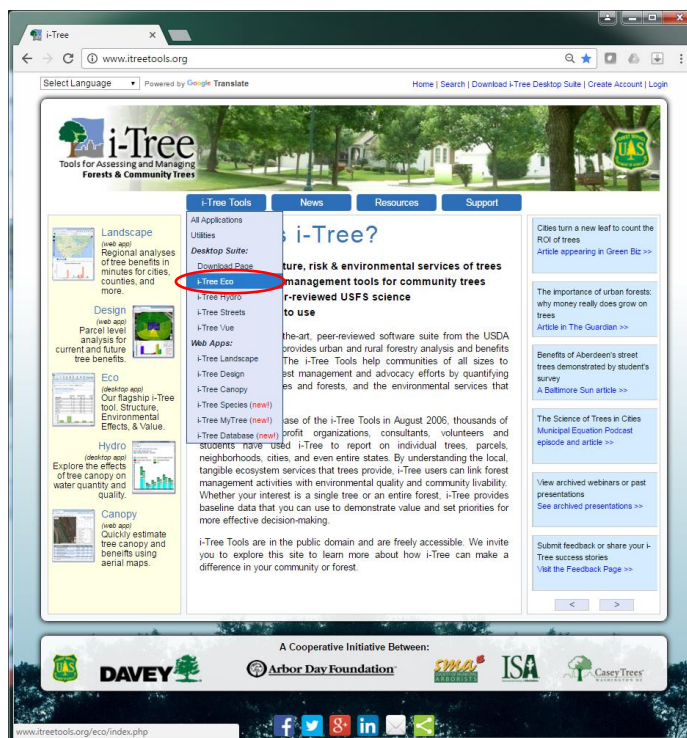 i-Tree
www.itreetools.org
Select Language
Powered by Google Translate
Home | Search | Download i-Tree Desktop Suite | Create Account | Login
i-Tree
Tools for Assessing and Managing
Forests & Community Trees
UAS
i-Tree Tools
News
Resources
Support
Landscape
(web app)
Regional analyses
of tree benefits in
minutes for cities,
counties, and
more.
Design
(web app)
Parcel level
analysis for
current and future
tree benefits.
Eco
(desktop app)
Our flagship i-Tree
tool. Structure,
Environmental
Effects, & Value.
Hydro
(desktop app)
Explore the effects
of tree canopy on
water quantity and
quality.
Canopy
(web app)
Quickly estimate
tree canopy and
benefits using
aerial maps.
All Applications
Utilities
Desktop Suite:
Download Page
i-Tree Eco
i-Tree Hydro
i-Tree Streets
i-Tree Vue
Web Apps:
i-Tree Landscape
i-Tree Design
i-Tree Canopy
i-Tree Species (new!)
i-Tree MyTree (new!)
i-Tree Database (new!)
s i-Tree?
ture, risk & environmental services of trees
management tools for community trees
r-reviewed USFS science
to use
the-art, peer-reviewed software suite from the USDA
provides urban and rural forestry analysis and benefits
The i-Tree Tools help communities of all sizes to
est management and advocacy efforts by quantifying
es and forests, and the environmental services that
ase of the i-Tree Tools in August 2006, thousands of
profit organizations, consultants, volunteers and
students have used i-Tree to report on individual trees, parcels,
neighborhoods, cities, and even entire states. By understanding the local,
tangible ecosystem services that trees provide, i-Tree users can link forest
management activities with environmental quality and community livability.
Whether your interest is a single tree or an entire forest, i-Tree provides
baseline data that you can use to demonstrate value and set priorities for
more effective decision-making.
i-Tree Tools are in the public domain and are freely accessible. We invite
you to explore this site to learn more about how i-Tree can make a
difference in your community or forest.
Cities turn a new leaf to count the
ROI of trees
Article appearing in Green Biz >>
The importance of urban forests:
why money really does grow on
trees
Article in The Guardian >>
Benefits of Aberdeen's street
trees demonstrated by student's
survey
A Baltimore Sun article >>
The Science of Trees in Cities
Municipal Equation Podcast
episode and article >>
View archived webinars or past
presentations
See archived presentations >>
Submit feedback or share your i-
Tree success stories
Visit the Feedback Page >>
< >
A Cooperative Initiative Between:
UAS
DAVEY
Arbor Day Foundation
sma
ARBORISTS
ISA
Casey Trees
WASHINGTON DC
www.itreetools.org/eco/index.php